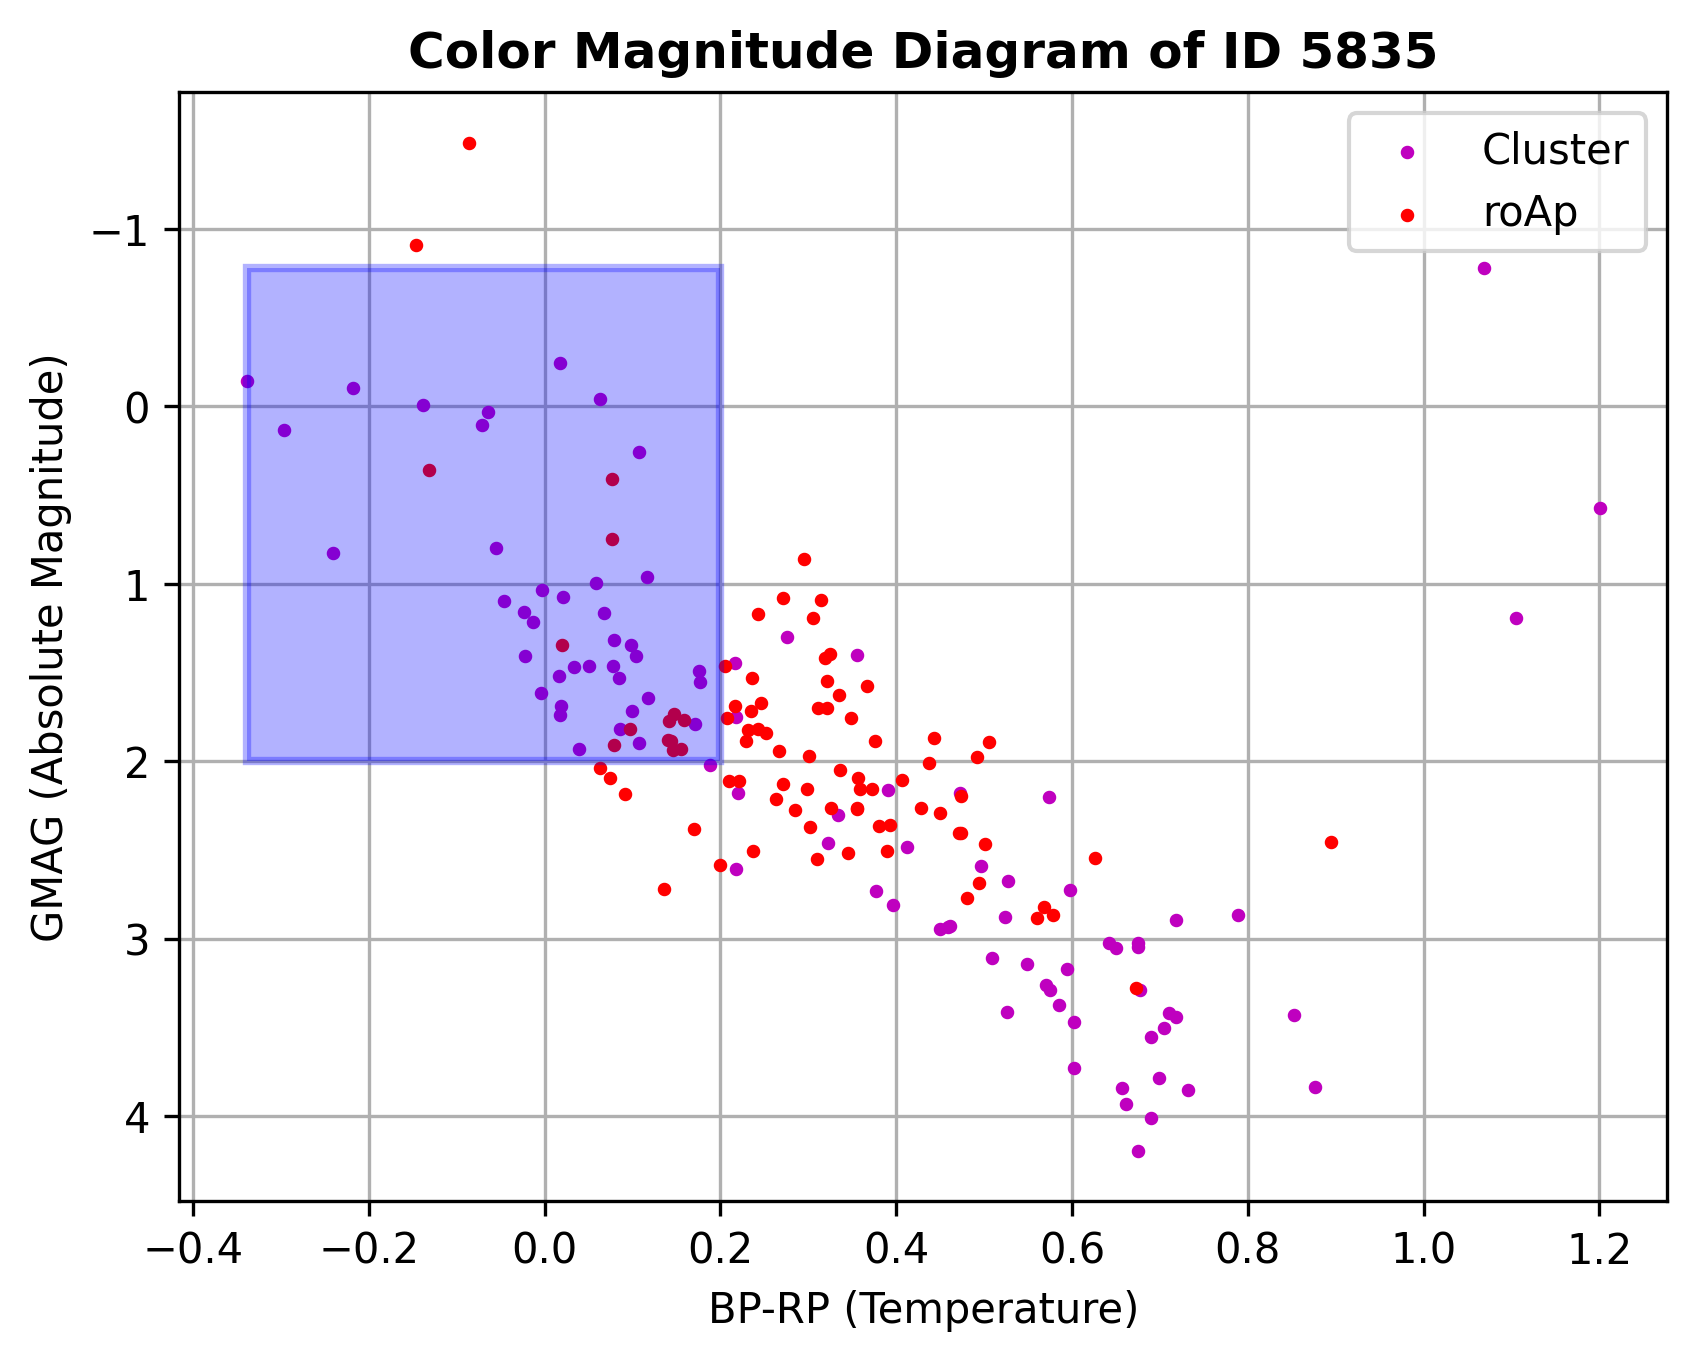 Color Magnitude Diagram of ID 5835
Cluster
roAp
−1
0
1
2
3
4
GMAG (Absolute Magnitude)
−0.4 −0.2 0.0 0.2 0.4 0.6 0.8 1.0 1.2
BP-RP (Temperature)